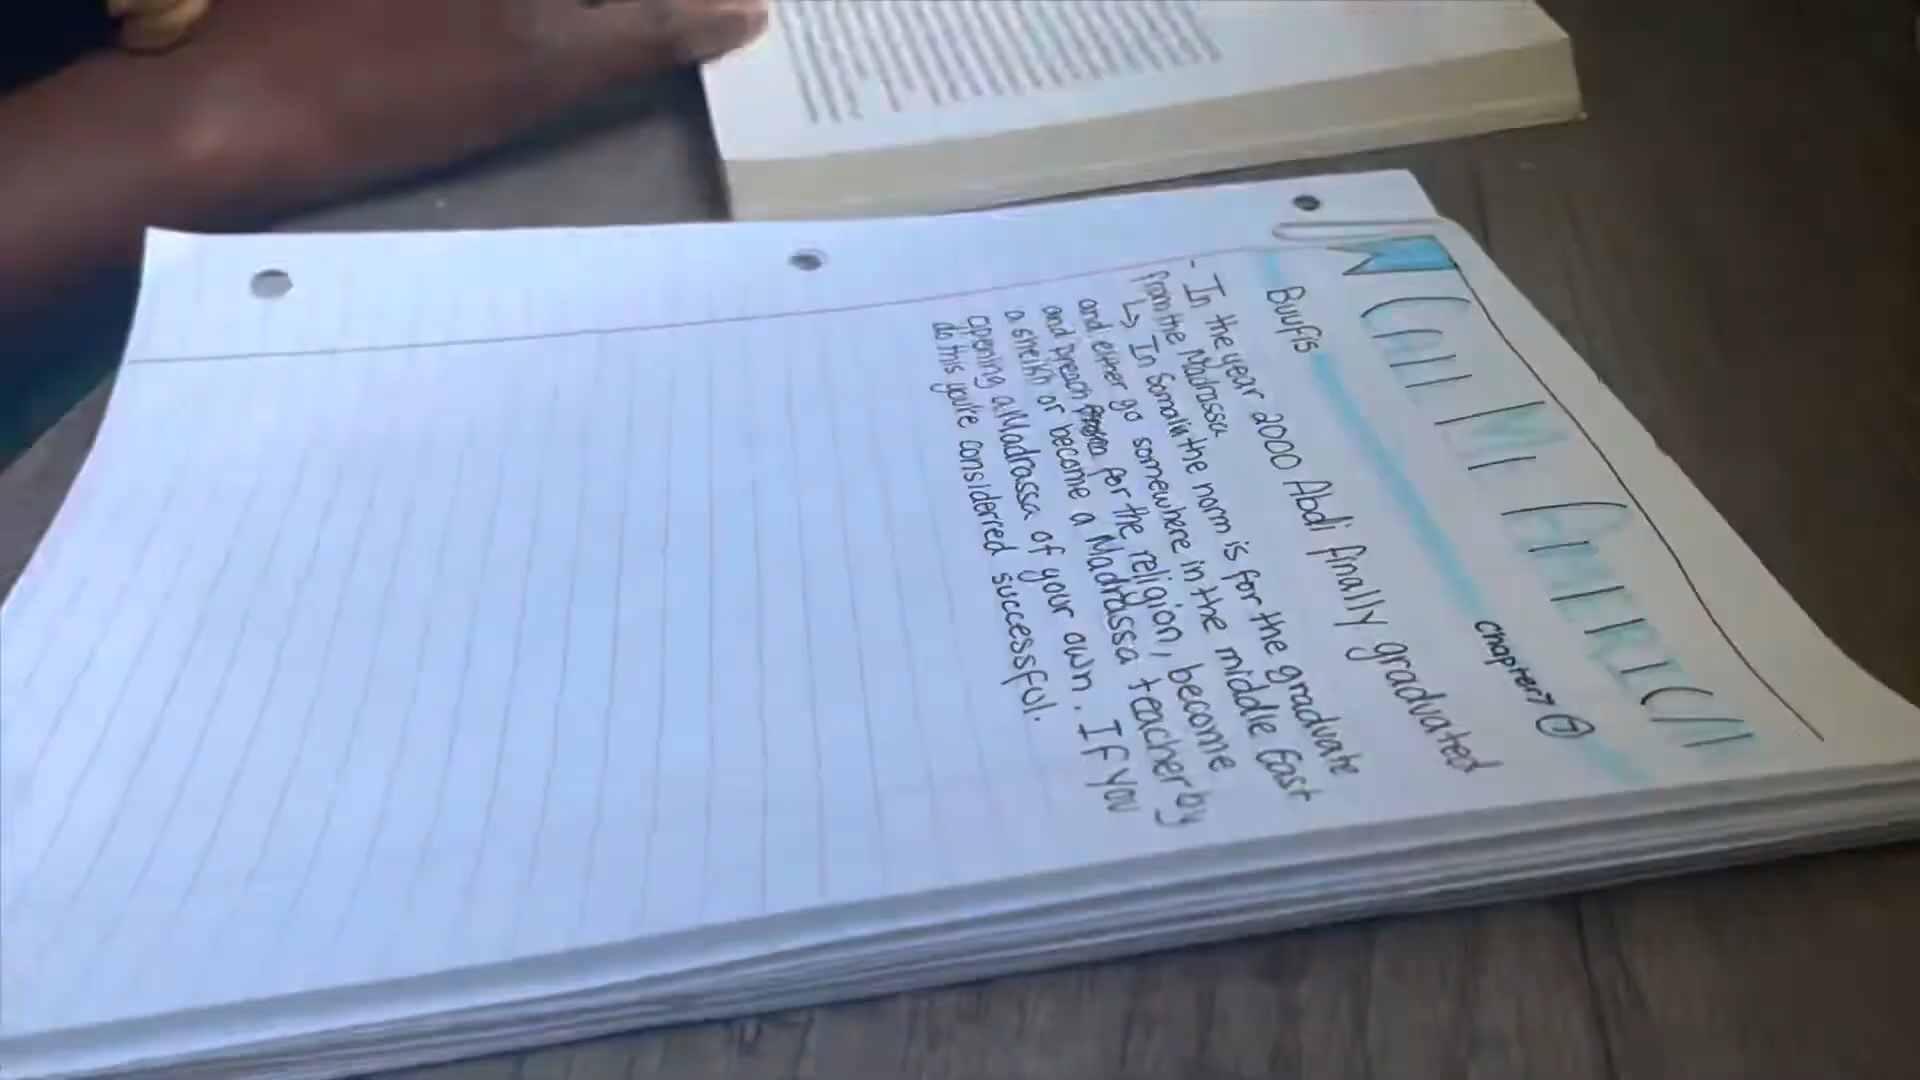 CALL ME AMERICA
Buufis chapter 7 7
- In the year 2000 Abdi finally graduated
from the Madrassa
↳ In Somalia the norm is for the graduate
and either go somewhere in the middle East
and preach for the religion, become
a sheikh or become a Madrassa teacher by
opening a Madrassa of your own. If you
do this you're considered successful.